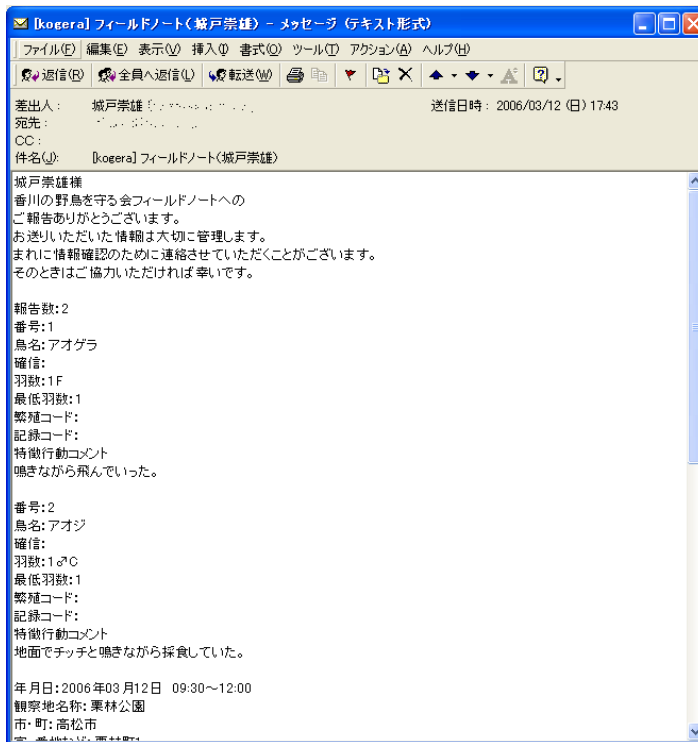 [kogera] フィールドノート(城戸崇雄) - メッセージ (テキスト形式)
ファイル(F) 編集(E) 表示(V) 挿入(I) 書式(O) ツール(T) アクション(A) ヘルプ(H)
返信(R) 全員へ返信(L) 転送(W)
差出人: 城戸崇雄 送信日時: 2006/03/12 (日) 17:43
宛先:
CC:
件名(J): [kogera] フィールドノート(城戸崇雄)
城戸崇雄様
香川の野鳥を守る会フィールドノートへの
ご報告ありがとうございます。
お送りいただいた情報は大切に管理します。
まれに情報確認のために連絡させていただくことがございます。
そのときはご協力いただければ幸いです。
報告数:2
番号:1
鳥名:アオゲラ
確信:
羽数:1F
最低羽数:1
繁殖コード:
記録コード:
特徴行動コメント
鳴きながら飛んでいった。
番号:2
鳥名:アオジ
確信:
羽数:1♂C
最低羽数:1
繁殖コード:
記録コード:
特徴行動コメント
地面でチッチと鳴きながら採食していた。
年月日:2006年03月12日 09:30～12:00
観察地名称:栗林公園
市・町:高松市